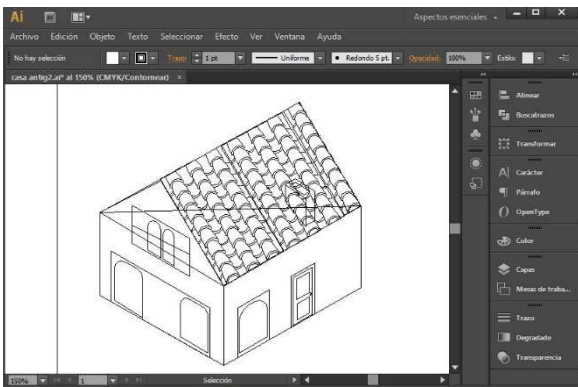 Ai Br Aspectos esenciales
Archivo Edición Objeto Texto Seleccionar Efecto Ver Ventana Ayuda
No hay selección Trazo: 1 pt Uniforme Redondo 5 pt. Opacidad: 100% Estilo:
casa antig2.ai* al 150% (CMYK/Contornear) ×
Alinear
Buscatrazos
Transformar
Carácter
Párrafo
OpenType
Color
Capas
Mesas de traba...
Trazo
Degradado
Transparencia
150% 1 Selección